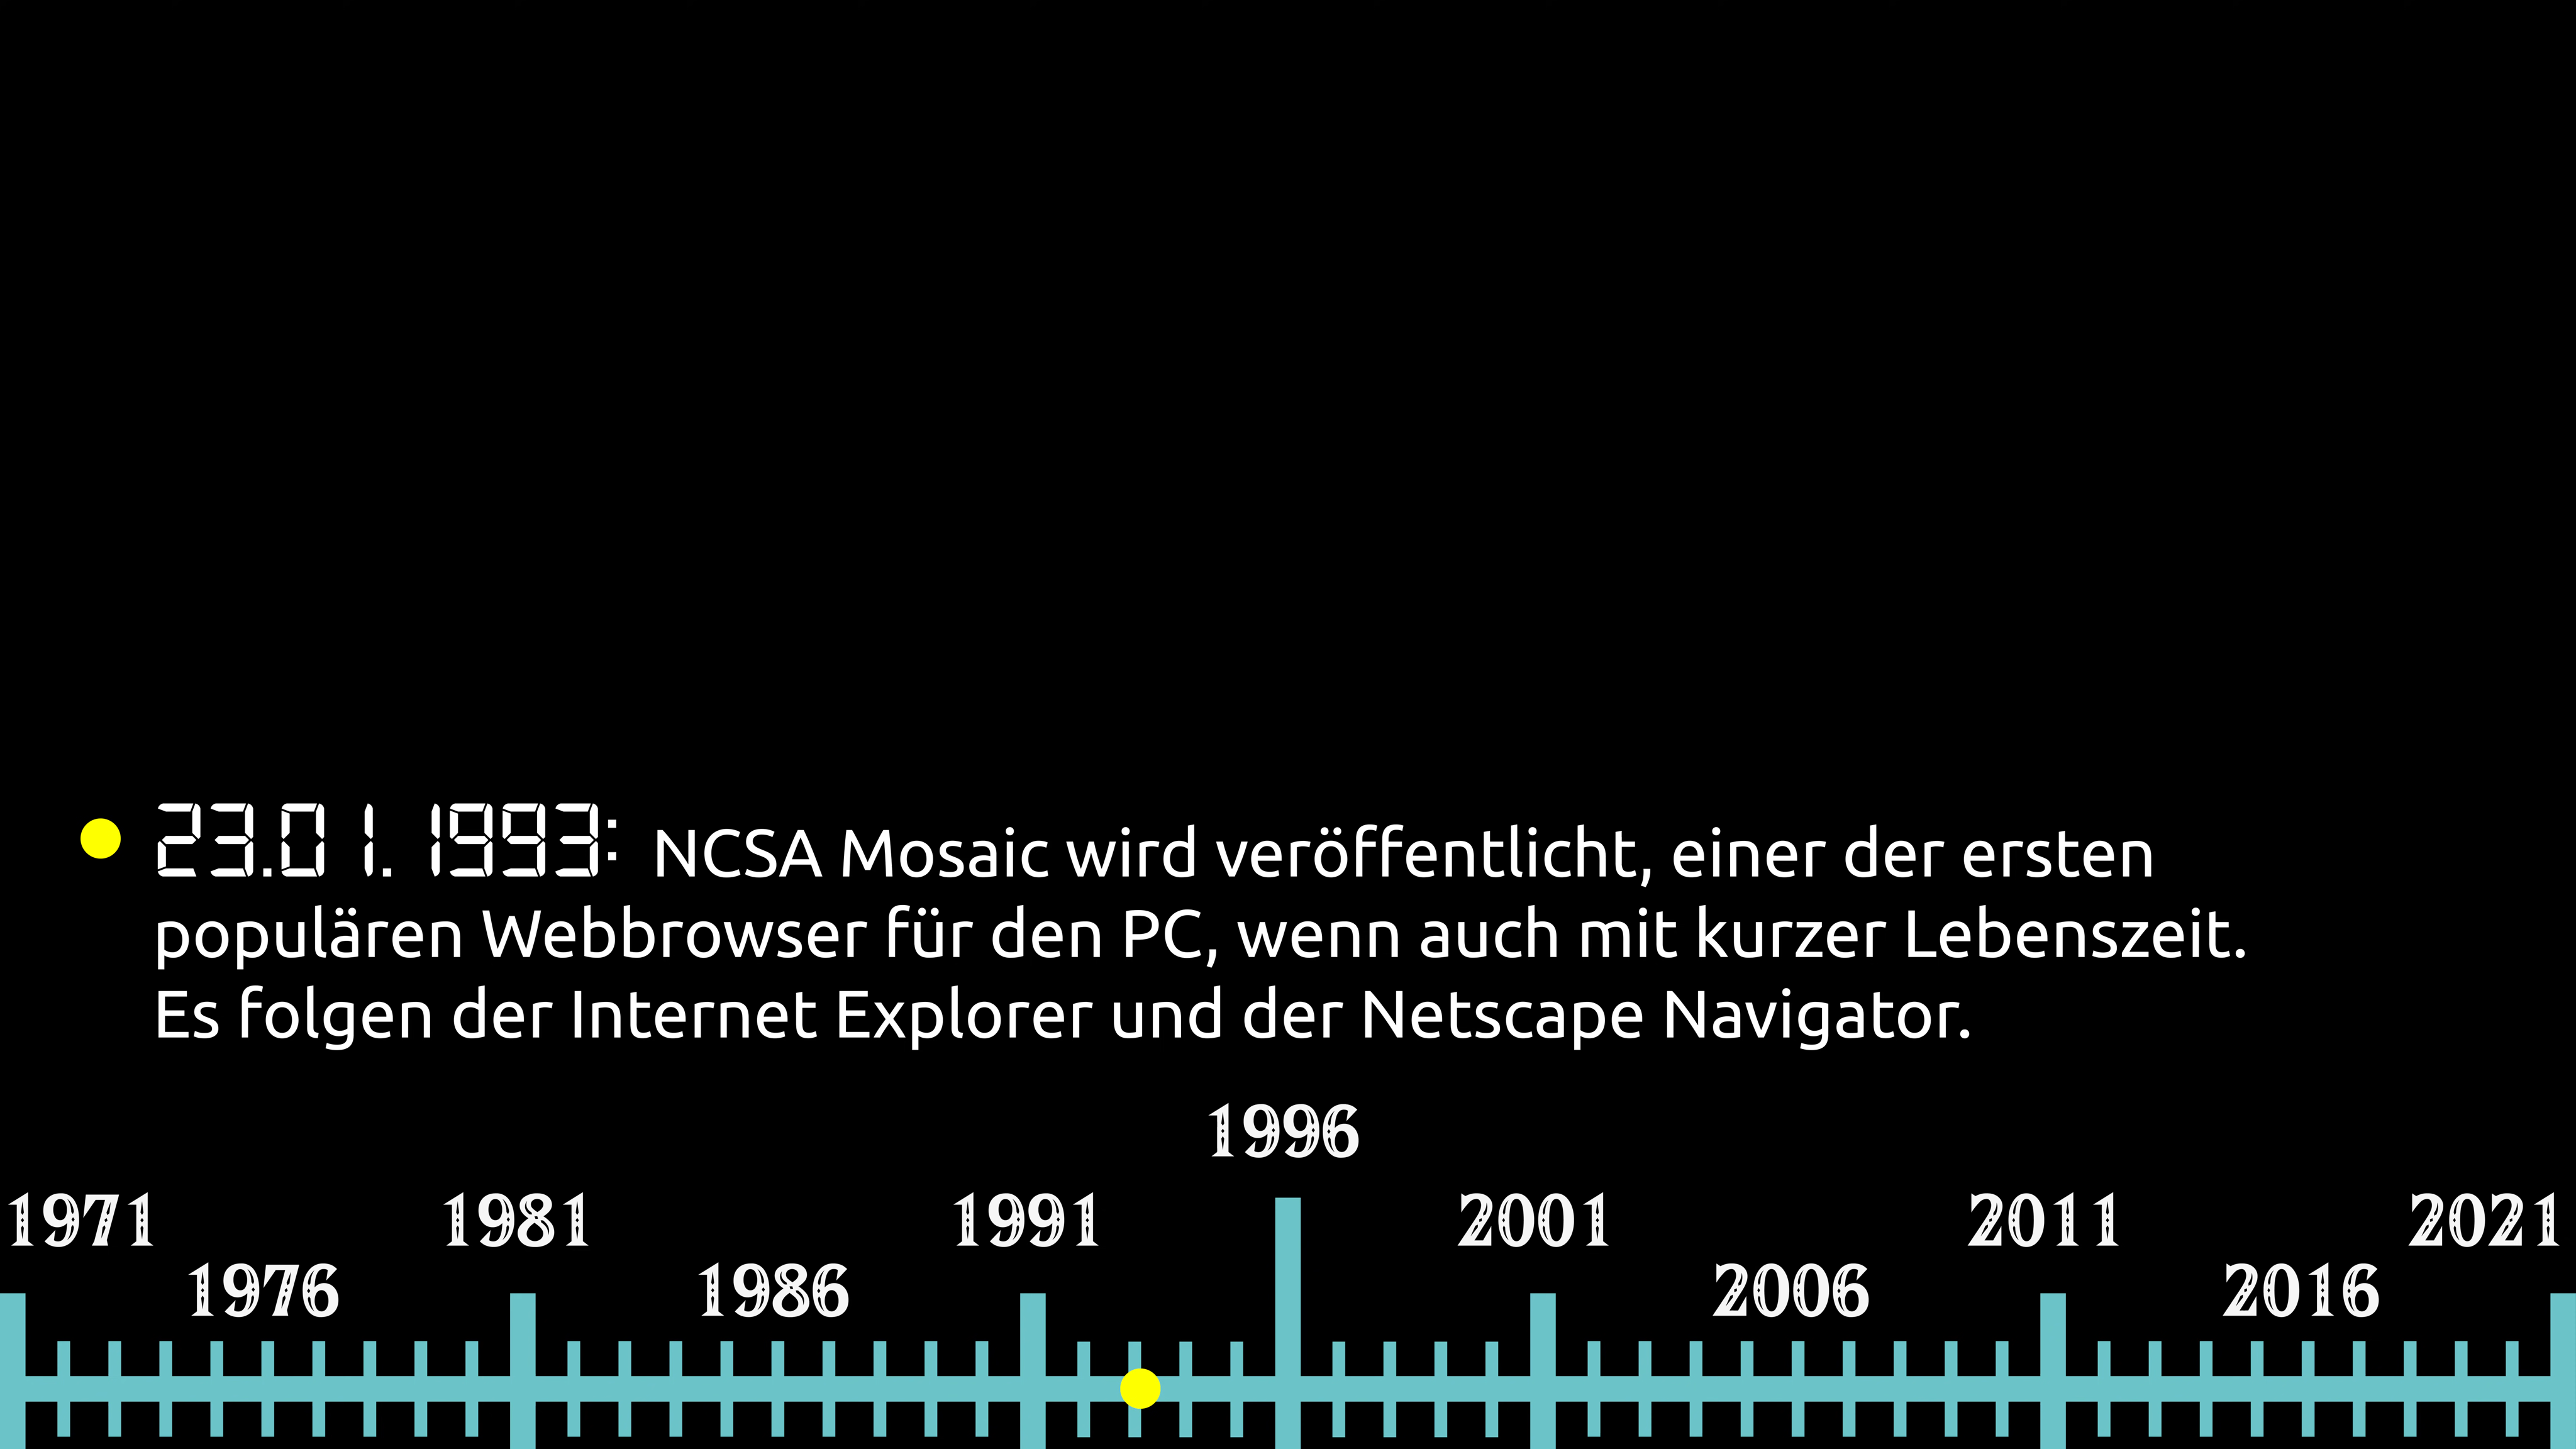 23.01.1993: NCSA Mosaic wird veröffentlicht, einer der ersten
populären Webbrowser für den PC, wenn auch mit kurzer Lebenszeit.
Es folgen der Internet Explorer und der Netscape Navigator.
1996
1971 1981 1991 2001 2011 2021
1976 1986 2006 2016